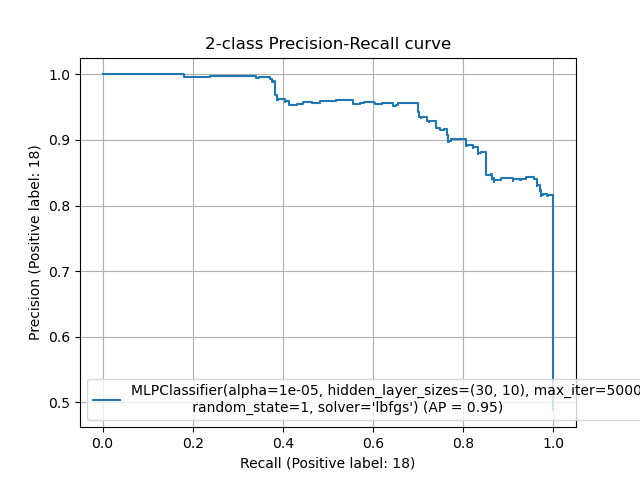 2-class Precision-Recall curve
1.0
0.9
0.8
0.7
0.6
0.5
Precision (Positive label: 18)
MLPClassifier(alpha=1e-05, hidden_layer_sizes=(30, 10), max_iter=5000
random_state=1, solver='lbfgs') (AP = 0.95)
0.0 0.2 0.4 0.6 0.8 1.0
Recall (Positive label: 18)